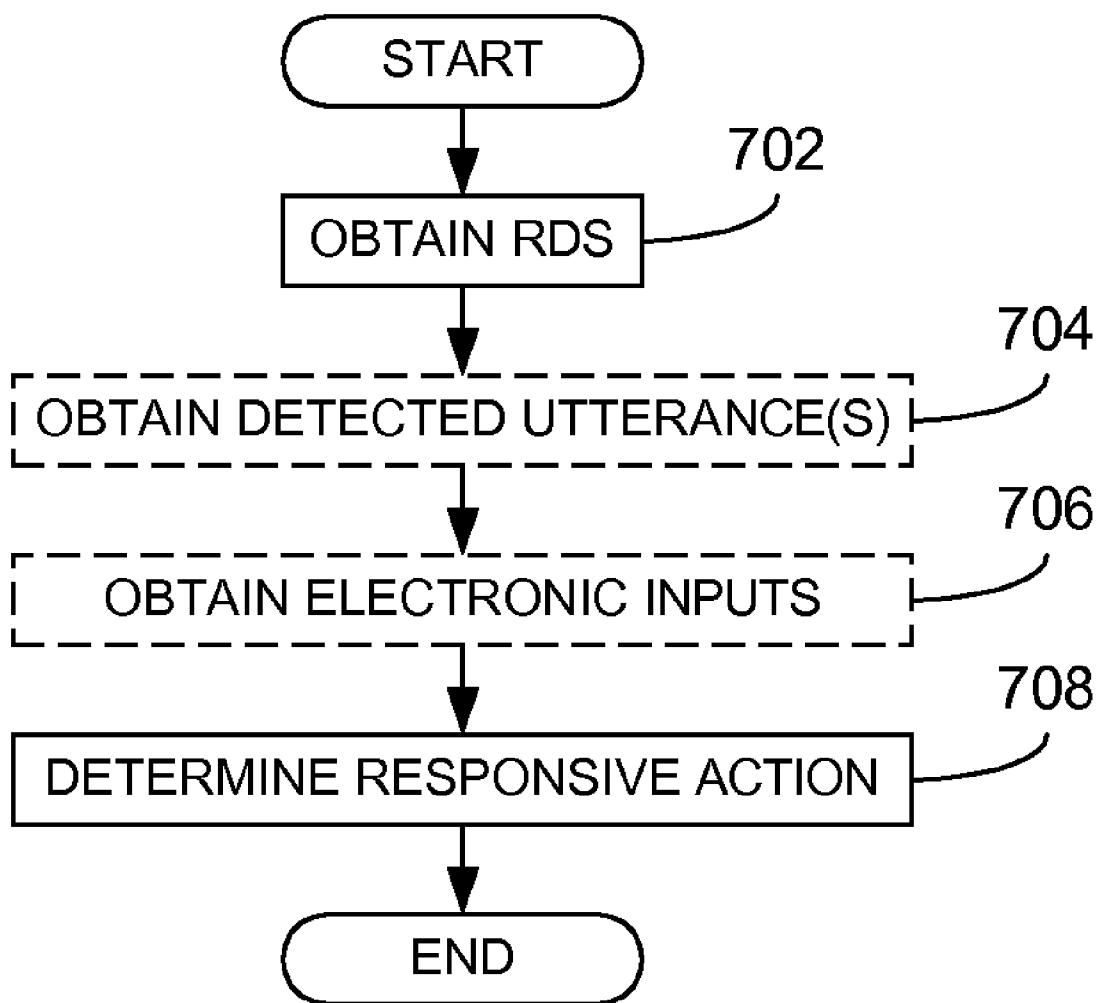 START
702
OBTAIN RDS
704
OBTAIN DETECTED UTTERANCE(S)
706
OBTAIN ELECTRONIC INPUTS
708
DETERMINE RESPONSIVE ACTION
END